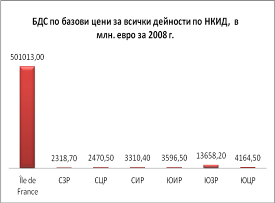 БДС по базови цени за всички дейности по НКИД, в
млн. евро за 2008 г.
501013,00
2318,70 2470,50 3310,40 3596,50 13658,20 4164,50
Île de France СЗР СЦР СИР ЮИР ЮЗР ЮЦР